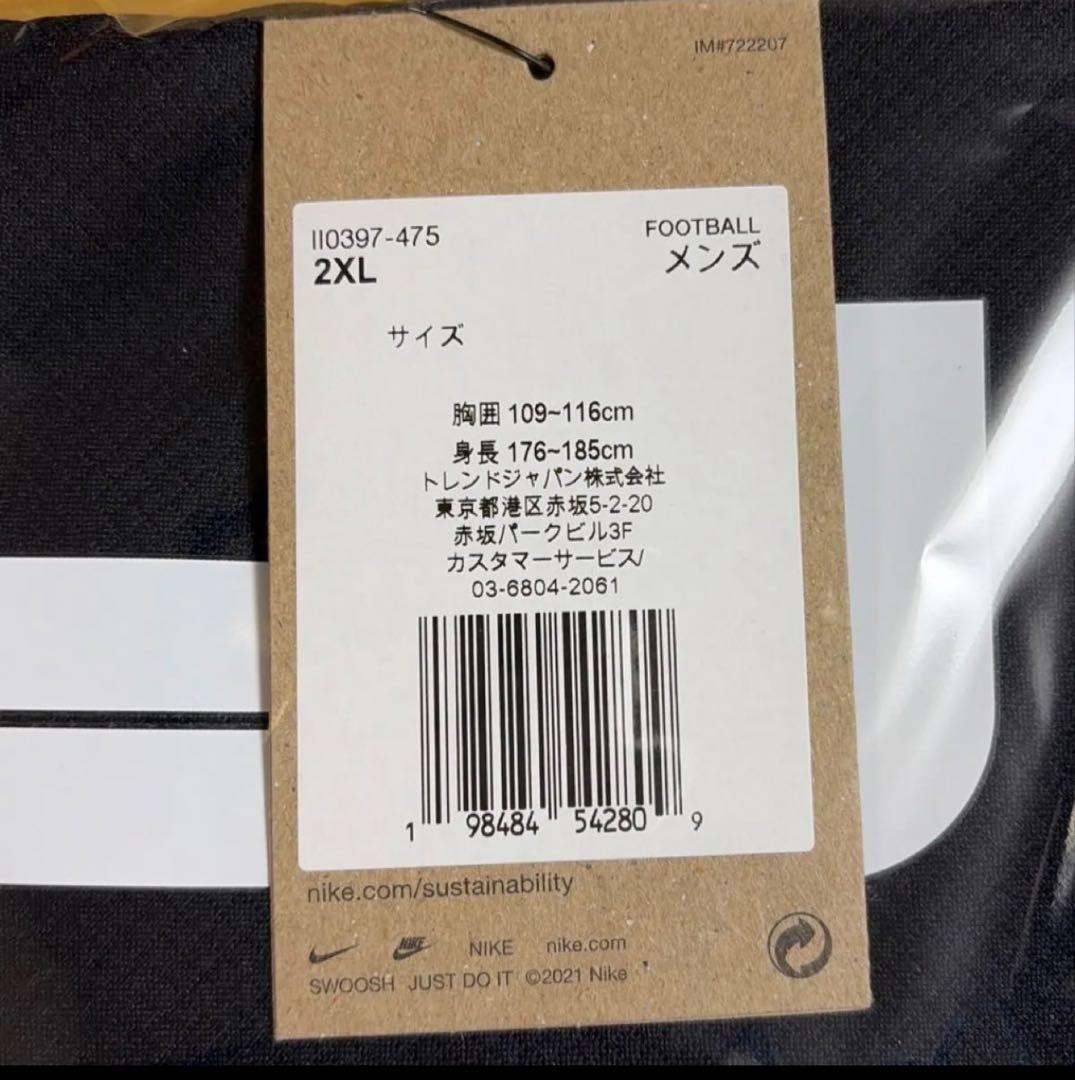 IM#722207
II0397-475
FOOTBALL
2XL
メンズ
サイズ
胸囲 109~116cm
身長 176~185cm
トレンドジャパン株式会社
東京都港区赤坂5-2-20
赤坂パークビル3F
カスタマーサービス/
03-6804-2061
1 98484 54280 9
nike.com/sustainability
NIKE NIKE nike.com
SWOOSH JUST DO IT ©2021 Nike